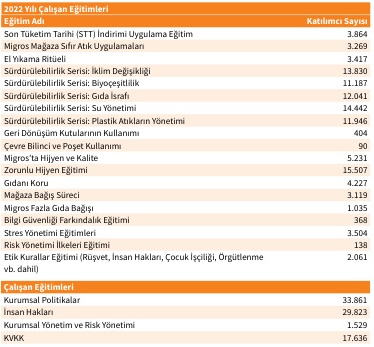 2022 Yılı Çalışan Eğitimleri
Eğitim Adı Katılımcı Sayısı
Son Tüketim Tarihi (STT) İndirimi Uygulama Eğitim 3.864
Migros Mağaza Sıfır Atık Uygulamaları 3.269
El Yıkama Ritüeli 3.417
Sürdürülebilirlik Serisi: İklim Değişikliği 13.830
Sürdürülebilirlik Serisi: Biyoçeşitlilik 11.187
Sürdürülebilirlik Serisi: Gıda İsrafı 12.041
Sürdürülebilirlik Serisi: Su Yönetimi 14.442
Sürdürülebilirlik Serisi: Plastik Atıkların Yönetimi 11.946
Geri Dönüşüm Kutularının Kullanımı 404
Çevre Bilinci ve Poşet Kullanımı 90
Migros'ta Hijyen ve Kalite 5.231
Zorunlu Hijyen Eğitimi 15.507
Gıdanı Koru 4.227
Mağaza Bağış Süreci 3.119
Migros Fazla Gıda Bağışı 1.035
Bilgi Güvenliği Farkındalık Eğitimi 368
Stres Yönetimi Eğitimleri 3.504
Risk Yönetimi İlkeleri Eğitimi 138
Etik Kurallar Eğitimi (Rüşvet, İnsan Hakları, Çocuk İşçiliği, Örgütlenme 2.061
vb. dahil)
Çalışan Eğitimleri
Kurumsal Politikalar 33.861
İnsan Hakları 29.823
Kurumsal Yönetim ve Risk Yönetimi 1.529
KVKK 17.636